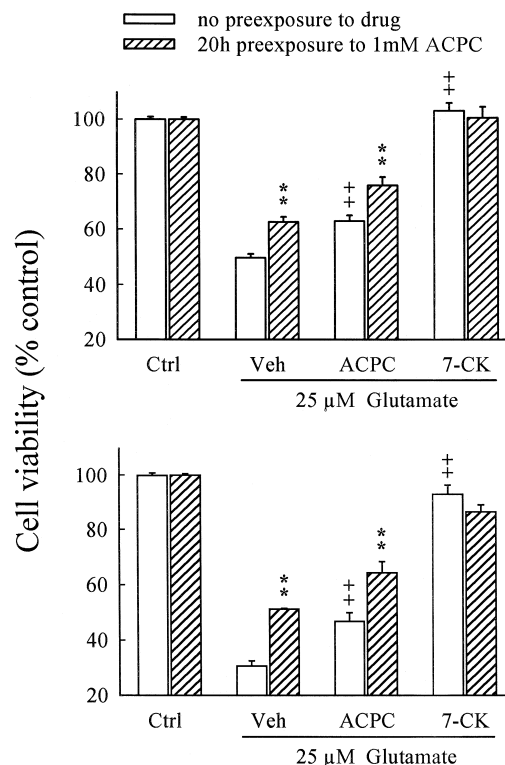 no preexposure to drug
20h preexposure to 1mM ACPC
Cell viability (% control)
100
80
60
40
20
** ++ ** ++
Ctrl Veh ACPC 7-CK
25 µM Glutamate
100
80
60
40
20
** ++ ** ++
Ctrl Veh ACPC 7-CK
25 µM Glutamate